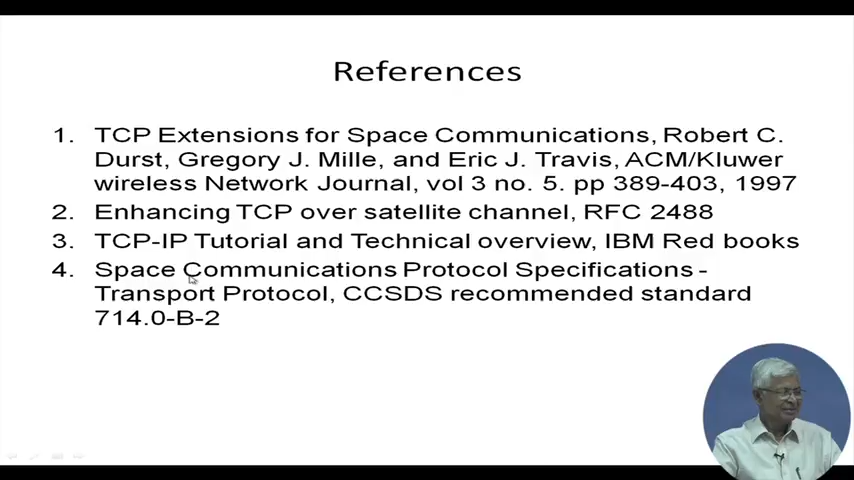 References
1. TCP Extensions for Space Communications, Robert C.
Durst, Gregory J. Mille, and Eric J. Travis, ACM/Kluwer
wireless Network Journal, vol 3 no. 5. pp 389-403, 1997
2. Enhancing TCP over satellite channel, RFC 2488
3. TCP-IP Tutorial and Technical overview, IBM Red books
4. Space Communications Protocol Specifications -
Transport Protocol, CCSDS recommended standard
714.0-B-2